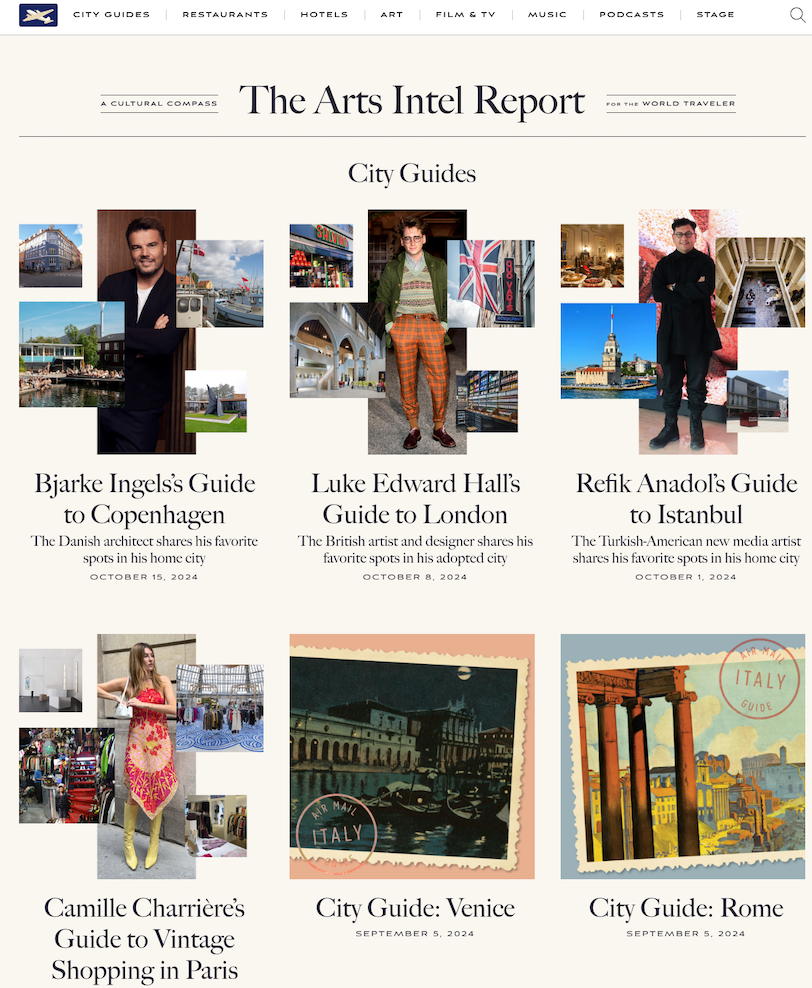 CITY GUIDES
RESTAURANTS
HOTELS
ART
FILM & TV
MUSIC
PODCASTS
STAGE
A CULTURAL COMPASS
The Arts Intel Report
FOR THE WORLD TRAVELER
City Guides
Bjarke Ingels's Guide
to Copenhagen
The Danish architect shares his favorite
spots in his home city
OCTOBER 15, 2024
Luke Edward Hall's
Guide to London
The British artist and designer shares his
favorite spots in his adopted city
OCTOBER 8, 2024
Refik Anadol's Guide
to Istanbul
The Turkish-American new media artist
shares his favorite spots in his home city
OCTOBER 1, 2024
Camille Charrière's
Guide to Vintage
Shopping in Paris
AIR MAIL
ITALY
City Guide: Venice
SEPTEMBER 5, 2024
AIR MAIL
ITALY
GUIDE
City Guide: Rome
SEPTEMBER 5, 2024